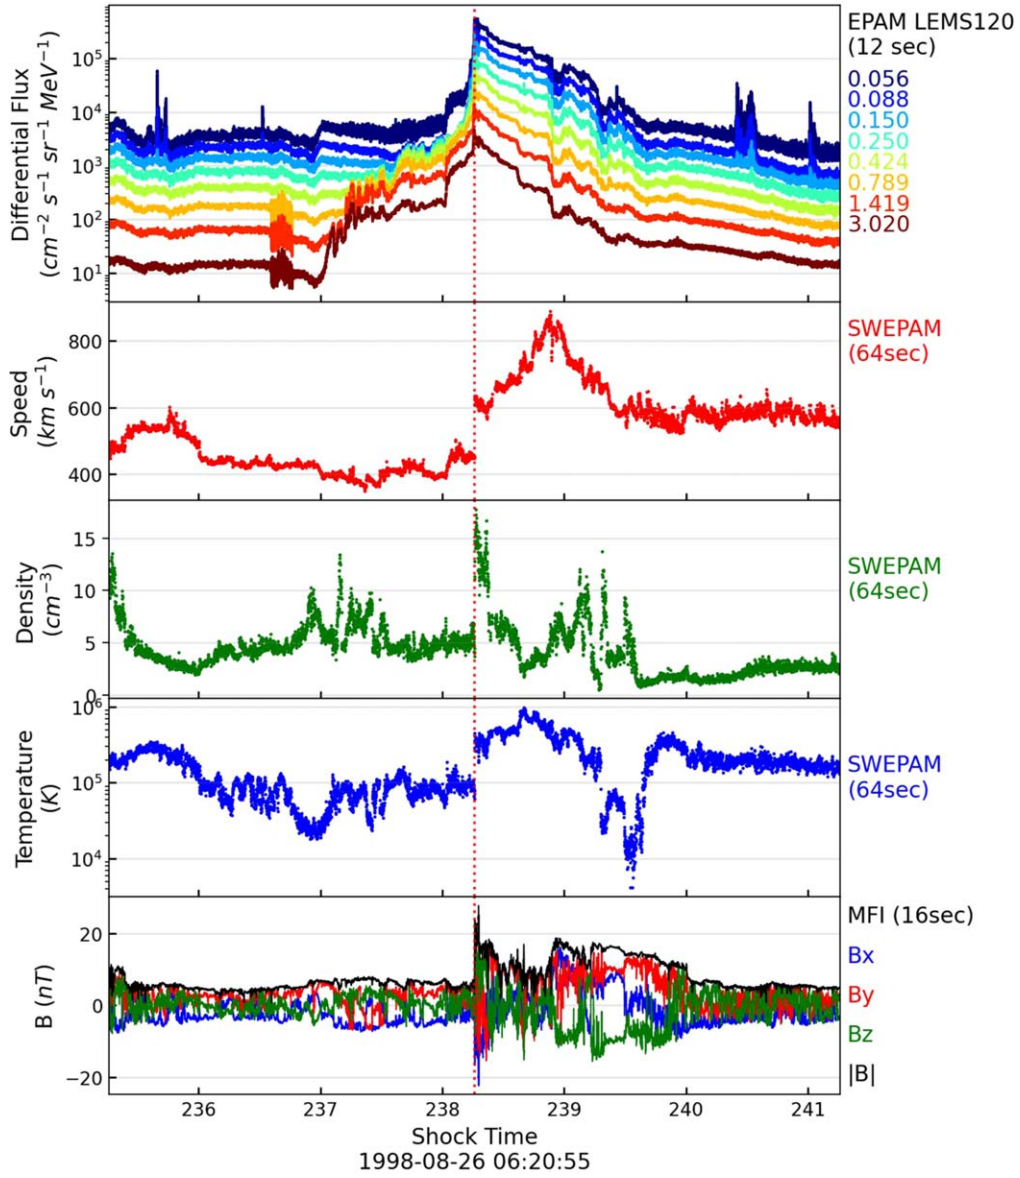 EPAM LEMS120
(12 sec)
0.056
0.088
0.150
0.250
0.424
0.789
1.419
3.020
Differential Flux
(cm⁻² s⁻¹ sr⁻¹ MeV⁻¹)
10⁵
10⁴
10³
10²
10¹
Speed
(km s⁻¹)
800
600
400
SWEPAM
(64sec)
Density
(cm⁻³)
15
10
5
0
SWEPAM
(64sec)
Temperature
(K)
10⁶
10⁵
10⁴
SWEPAM
(64sec)
B (nT)
20
0
−20
MFI (16sec)
Bx
By
Bz
|B|
236 237 238 239 240 241
Shock Time
1998-08-26 06:20:55